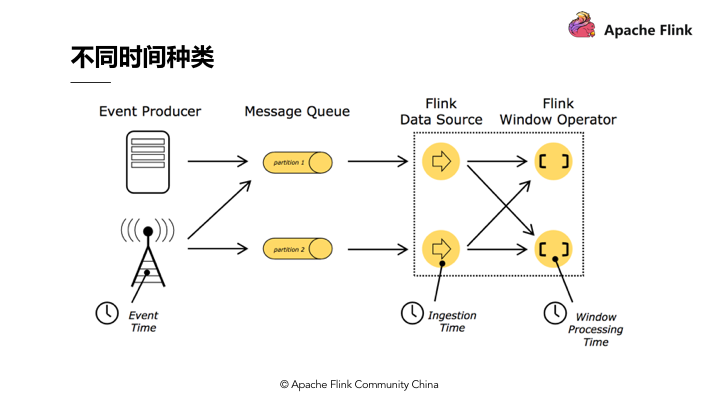 Apache Flink
不同时间种类
Event Producer
Message Queue
Flink
Data Source
Flink
Window Operator
partition 1
partition 2
Event
Time
Ingestion
Time
Window
Processing
Time
© Apache Flink Community China